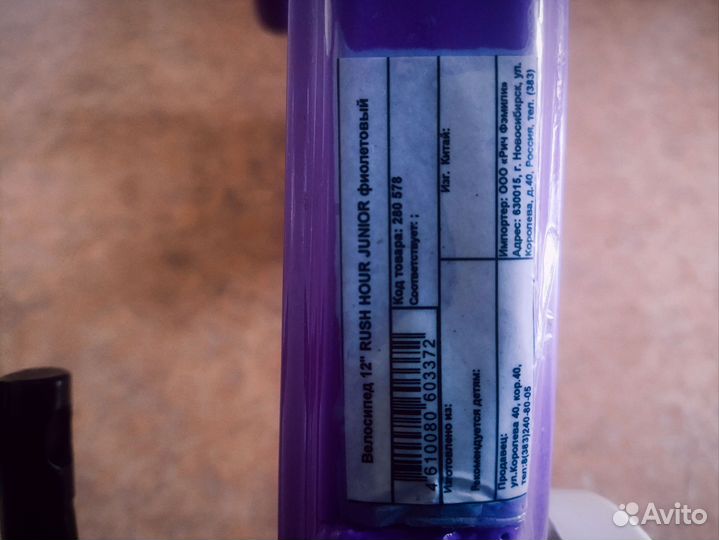 Велосипед 12" RUSH HOUR JUNIOR фиолетовый
Код товара: 280 578
Соответствует: ;
4 610080 603372
Изготовлено из:
Изг. Китай:
Рекомендуется детям:
Импортер: ООО «Рич Фэмили»
Адрес: 630015, г. Новосибирск, ул.
Королева, д.40, Россия, тел. (383)
Продавец:
ул.Королева 40, кор.40,
тел:8(383)240-80-05
Avito